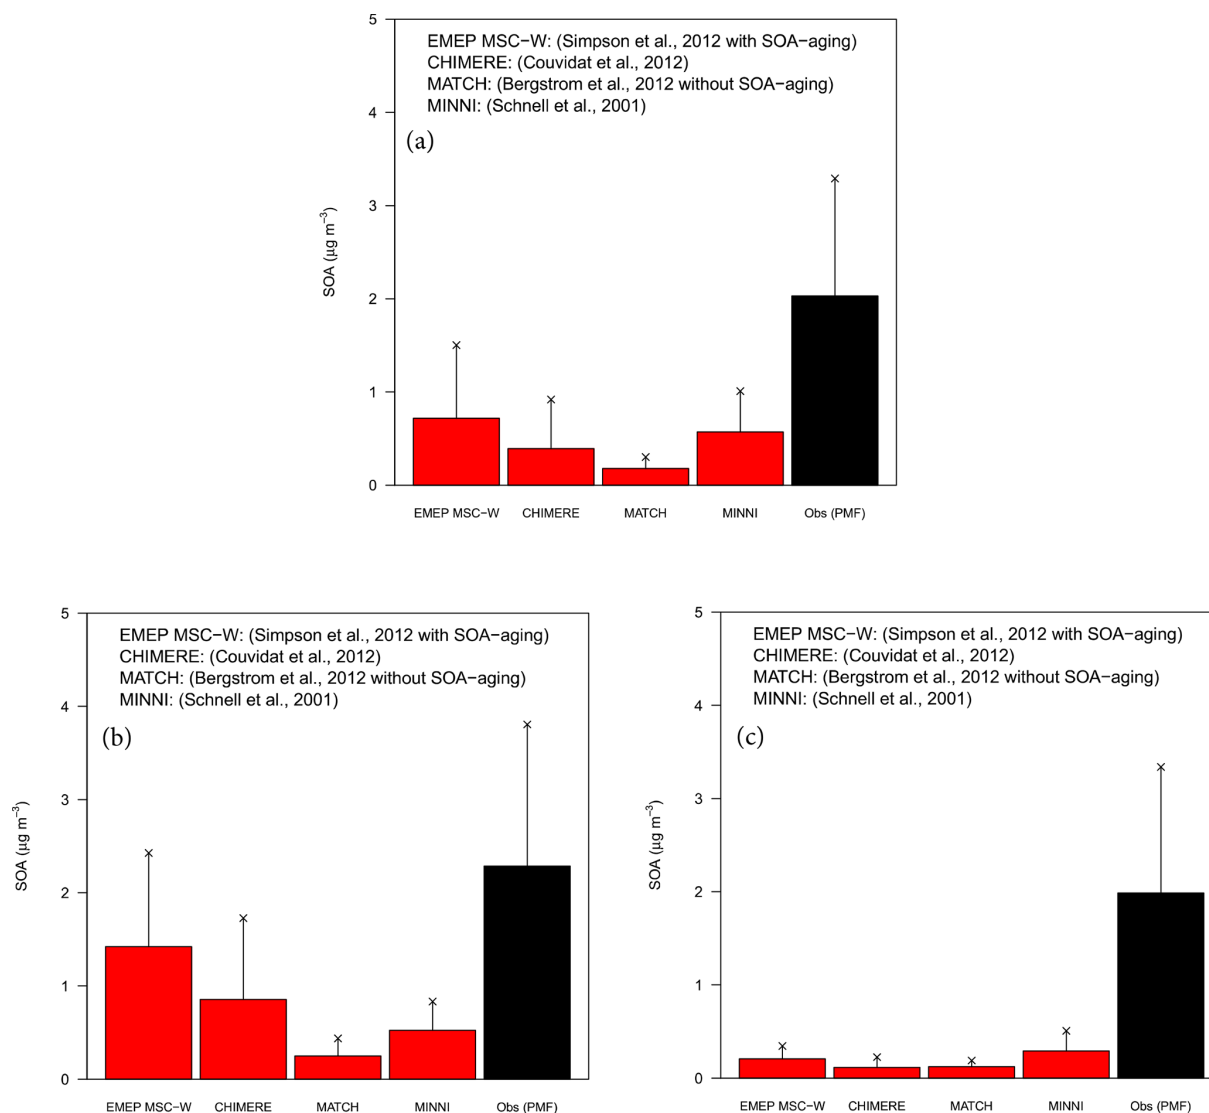 5
4
3
2
1
0
SOA (μg m−3)
EMEP MSC−W: (Simpson et al., 2012 with SOA−aging)
CHIMERE: (Couvidat et al., 2012)
MATCH: (Bergstrom et al., 2012 without SOA−aging)
MINNI: (Schnell et al., 2001)
(a)
EMEP MSC−W CHIMERE MATCH MINNI Obs (PMF)
5
4
3
2
1
0
SOA (μg m−3)
EMEP MSC−W: (Simpson et al., 2012 with SOA−aging)
CHIMERE: (Couvidat et al., 2012)
MATCH: (Bergstrom et al., 2012 without SOA−aging)
MINNI: (Schnell et al., 2001)
(b)
EMEP MSC−W CHIMERE MATCH MINNI Obs (PMF)
5
4
3
2
1
0
SOA (μg m−3)
EMEP MSC−W: (Simpson et al., 2012 with SOA−aging)
CHIMERE: (Couvidat et al., 2012)
MATCH: (Bergstrom et al., 2012 without SOA−aging)
MINNI: (Schnell et al., 2001)
(c)
EMEP MSC−W CHIMERE MATCH MINNI Obs (PMF)